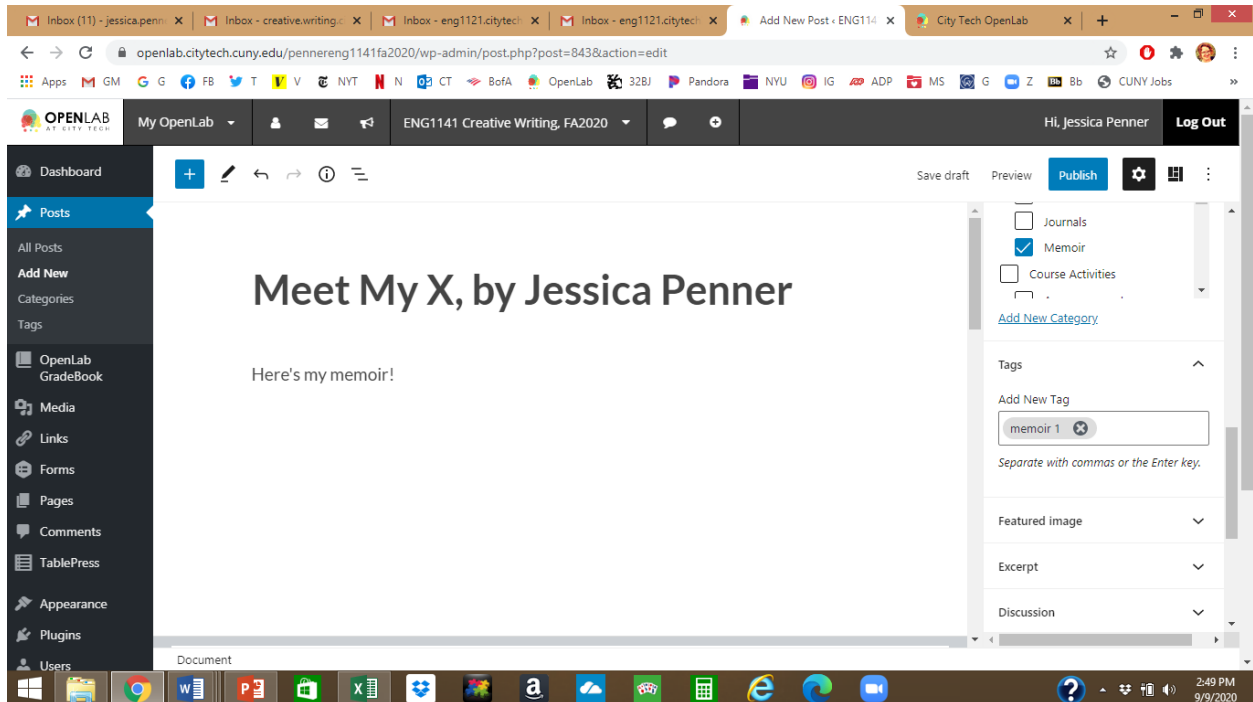 Inbox (11) - jessica.penn
Inbox - creative.writing.c
Inbox - eng1121.citytech
Inbox - eng1121.citytech
Add New Post ‹ ENG114
City Tech OpenLab
openlab.citytech.cuny.edu/pennereng1141fa2020/wp-admin/post.php?post=843&action=edit
Apps GM G FB T V NYT N CT BofA OpenLab 32BJ Pandora NYU IG ADP MS G Z Bb CUNY Jobs »
OPENLAB
AT CITY TECH
My OpenLab
ENG1141 Creative Writing, FA2020
Hi, Jessica Penner
Log Out
Dashboard
Posts
All Posts
Add New
Categories
Tags
OpenLab
GradeBook
Media
Links
Forms
Pages
Comments
TablePress
Appearance
Plugins
Users
Save draft
Preview
Publish
Meet My X, by Jessica Penner
Here's my memoir!
Document
Journals
Memoir
Course Activities
Add New Category
Tags
Add New Tag
memoir 1
Separate with commas or the Enter key.
Featured image
Excerpt
Discussion
2:49 PM
9/9/2020